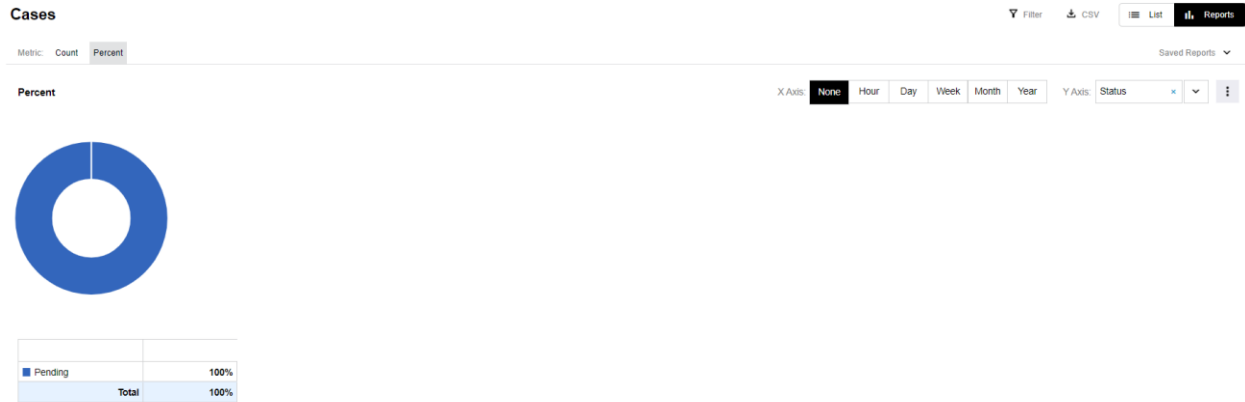 Cases
Filter CSV List Reports
Metric: Count Percent Saved Reports
Percent X Axis: None Hour Day Week Month Year Y Axis: Status ×
Pending 100%
Total 100%